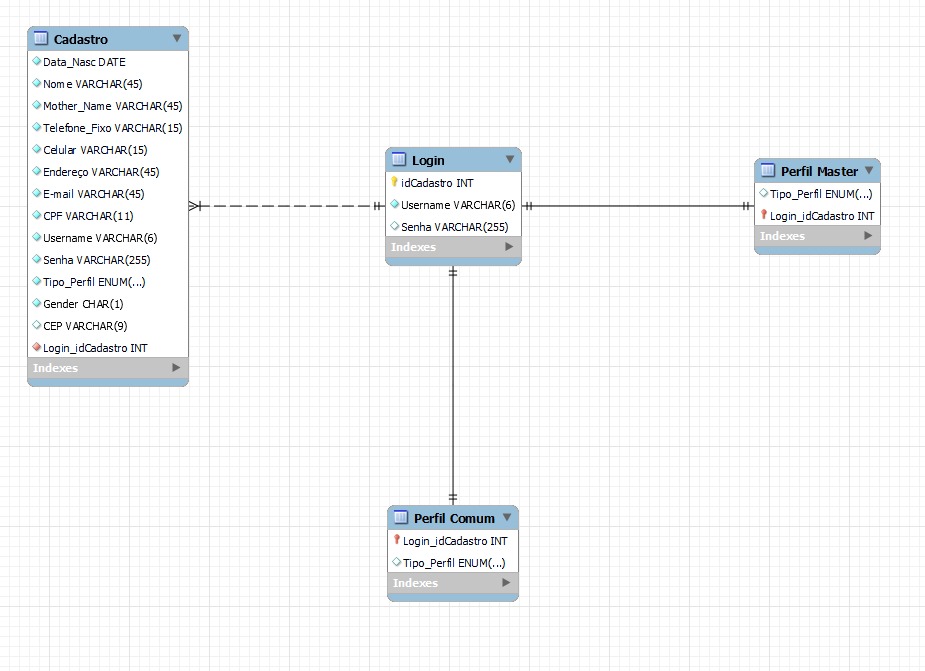 Cadastro
Data_Nasc DATE
Nome VARCHAR(45)
Mother_Name VARCHAR(45)
Telefone_Fixo VARCHAR(15)
Celular VARCHAR(15)
Endereço VARCHAR(45)
E-mail VARCHAR(45)
CPF VARCHAR(11)
Username VARCHAR(6)
Senha VARCHAR(255)
Tipo_Perfil ENUM(...)
Gender CHAR(1)
CEP VARCHAR(9)
Login_idCadastro INT
Indexes
Login
idCadastro INT
Username VARCHAR(6)
Senha VARCHAR(255)
Indexes
Perfil Master
Tipo_Perfil ENUM(...)
Login_idCadastro INT
Indexes
Perfil Comum
Login_idCadastro INT
Tipo_Perfil ENUM(...)
Indexes